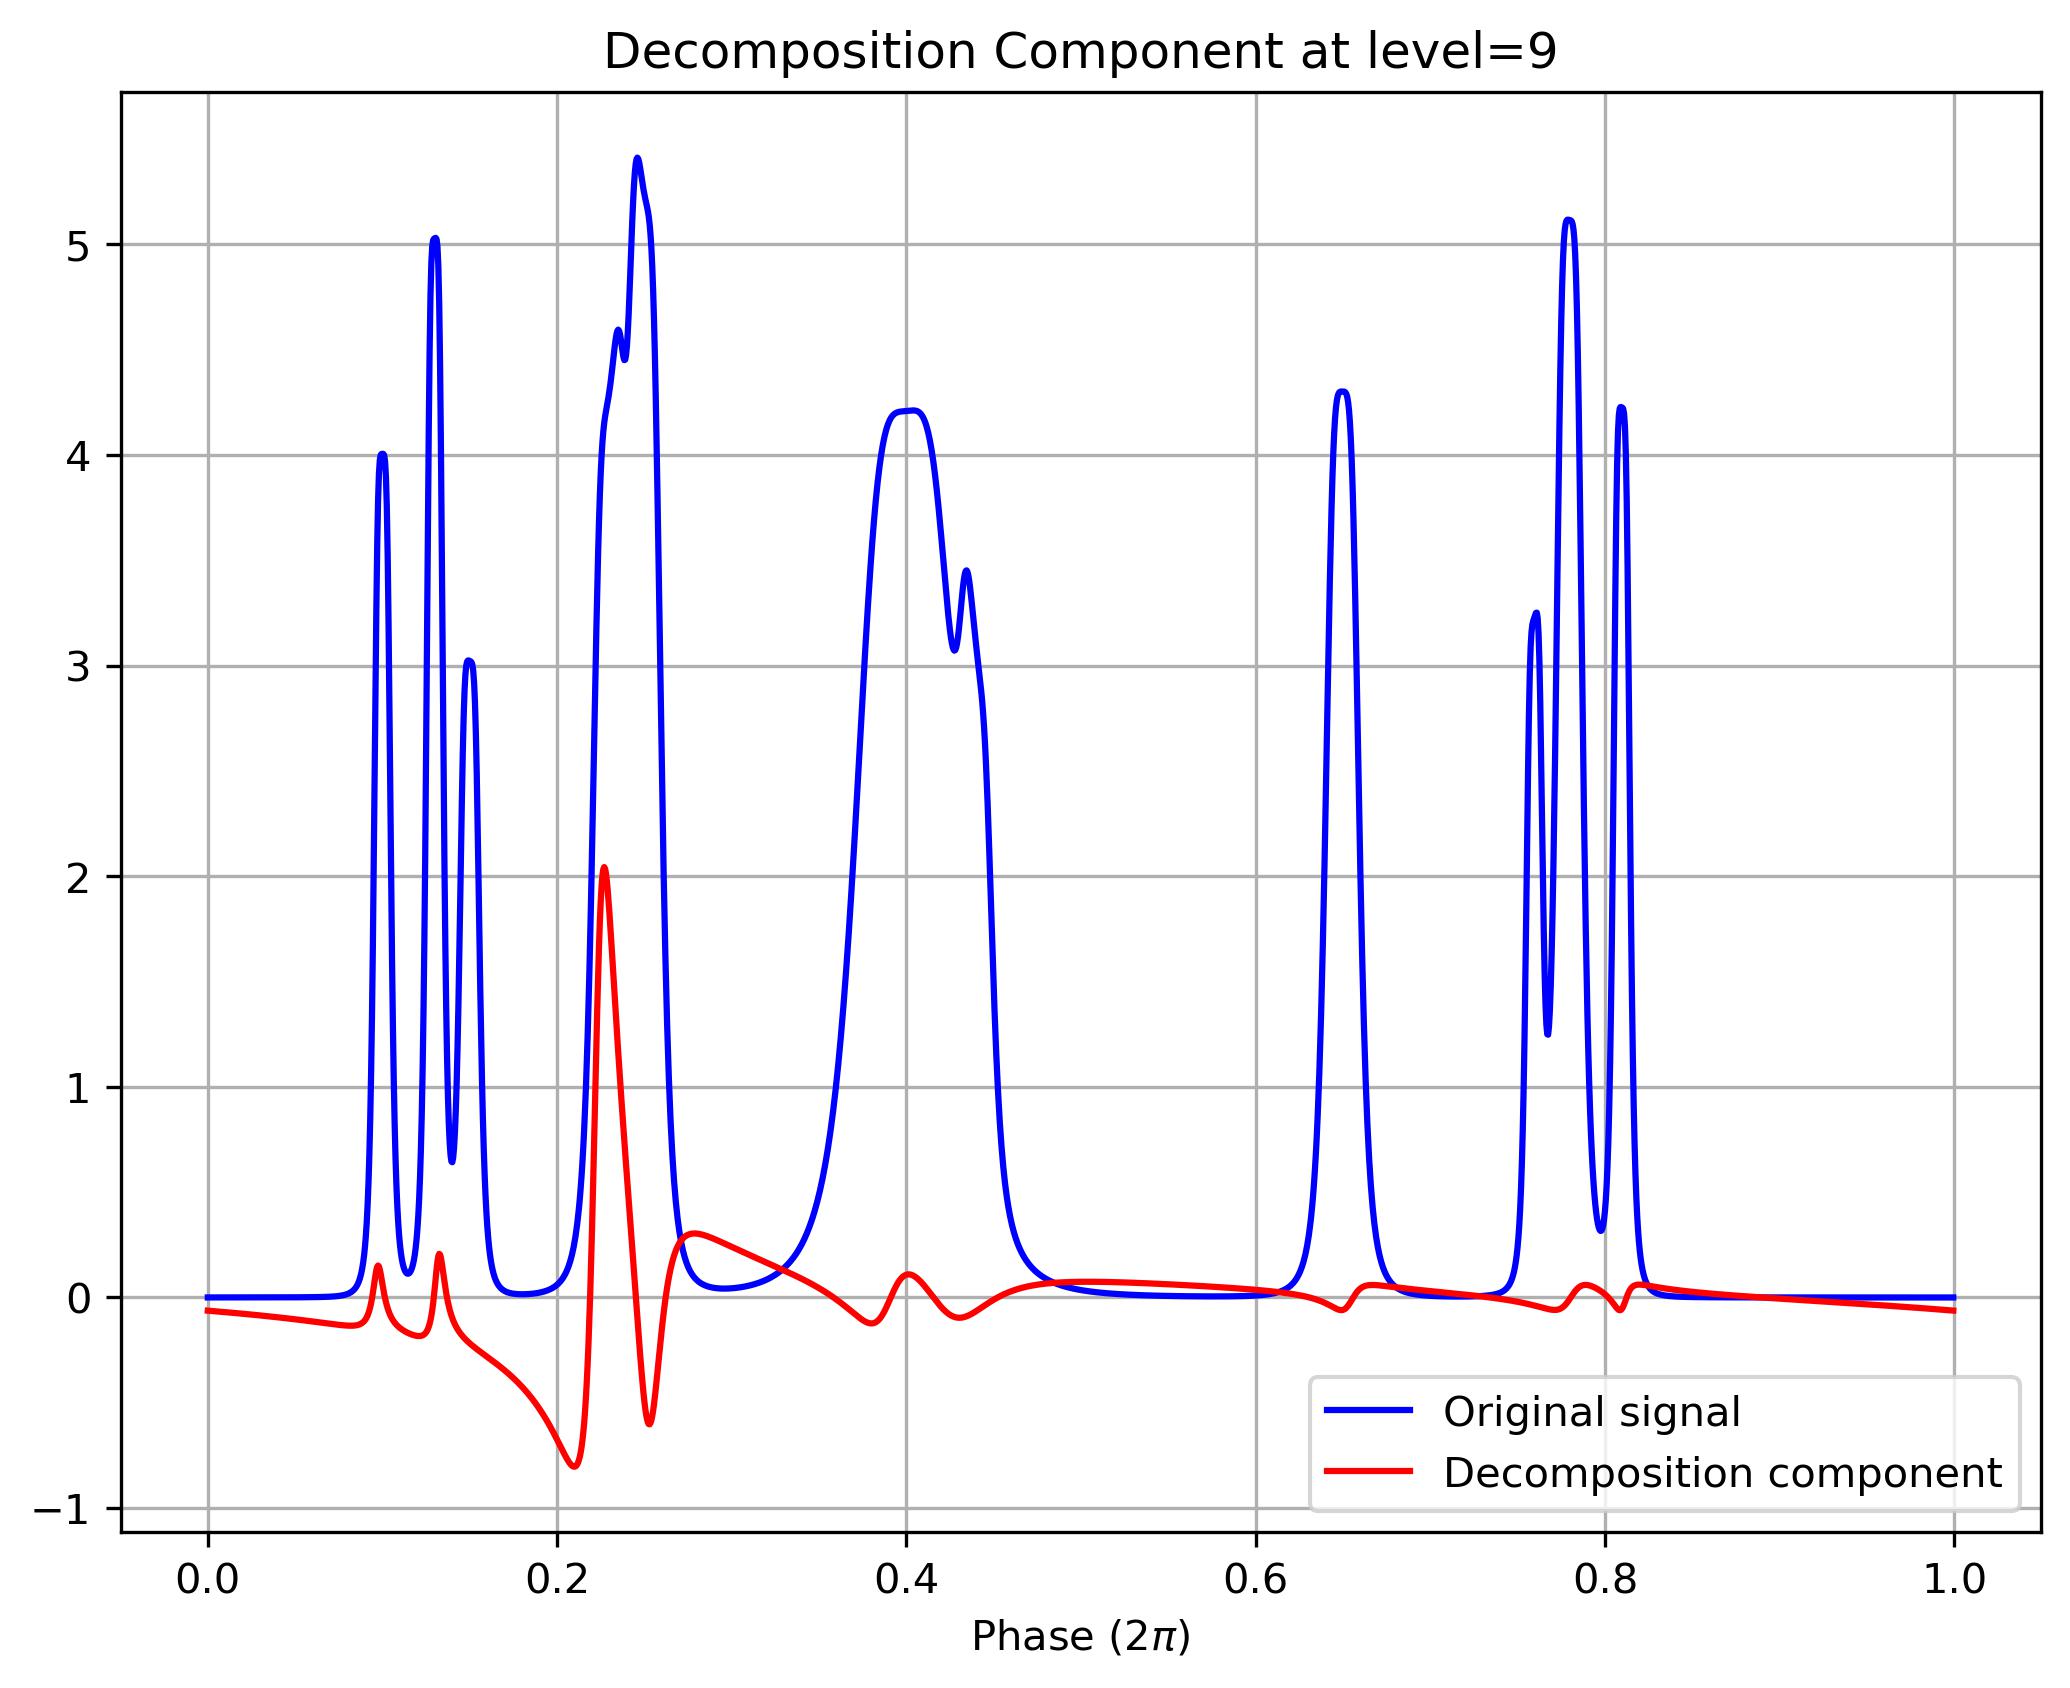 Decomposition Component at level=9
5
4
3
2
1
0
−1
Original signal
Decomposition component
0.0 0.2 0.4 0.6 0.8 1.0
Phase (2π)